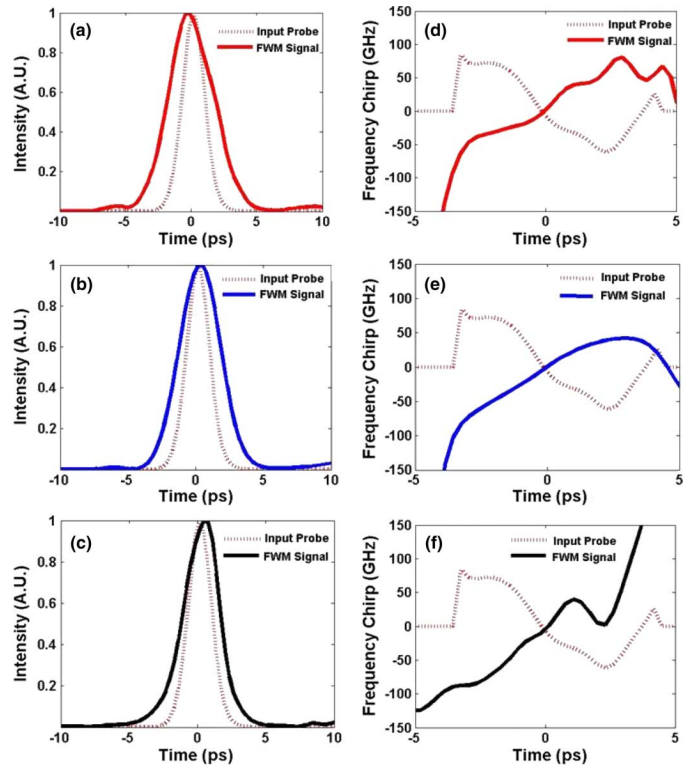 (a)
Input Probe
FWM Signal
Intensity (A.U.)
1
0.8
0.6
0.4
0.2
-10 -5 0 5 10
Time (ps)
(d)
Input Probe
FWM Signal
Frequency Chirp (GHz)
150
100
50
0
-50
-100
-150
-5 0 5
Time (ps)
(b)
Input Probe
FWM Signal
Intensity (A.U.)
1
0.8
0.6
0.4
0.2
-10 -5 0 5 10
Time (ps)
(e)
Input Probe
FWM Signal
Frequency Chirp (GHz)
150
100
50
0
-50
-100
-150
-5 0 5
Time (ps)
(c)
Input Probe
FWM Signal
Intensity (A.U.)
1
0.8
0.6
0.4
0.2
-10 -5 0 5 10
Time (ps)
(f)
Input Probe
FWM Signal
Frequency Chirp (GHz)
150
100
50
0
-50
-100
-150
-5 0 5
Time (ps)